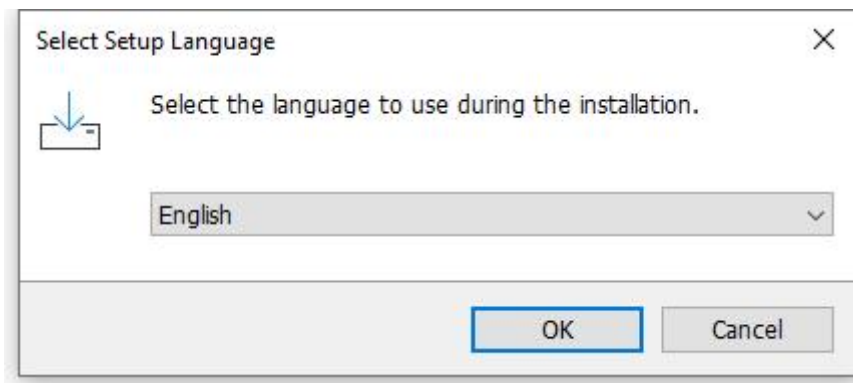 Select Setup Language
Select the language to use during the installation.
English
OK
Cancel